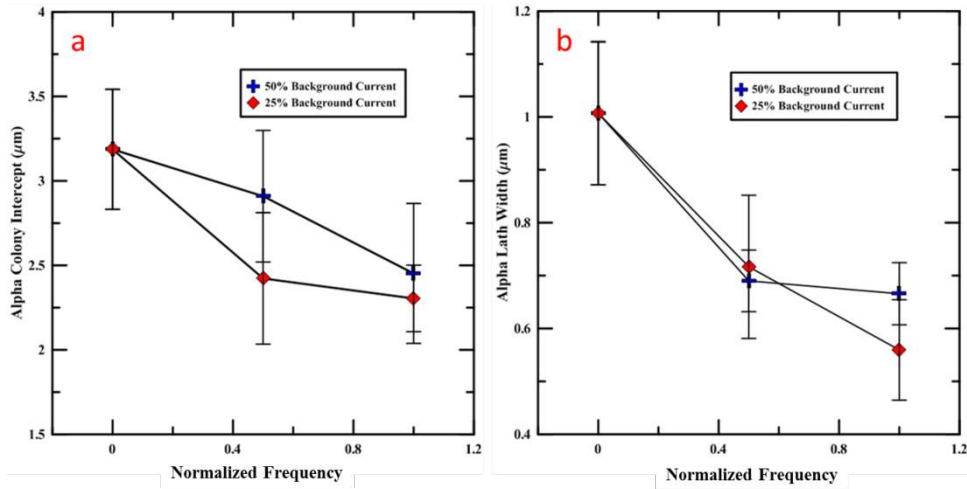 a
50% Background Current
25% Background Current
Alpha Colony Intercept (μm)
4
3.5
3
2.5
2
1.5
0
0.4
0.8
1.2
Normalized Frequency
b
50% Background Current
25% Background Current
Alpha Lath Width (μm)
1.2
1
0.8
0.6
0.4
0
0.4
0.8
1.2
Normalized Frequency